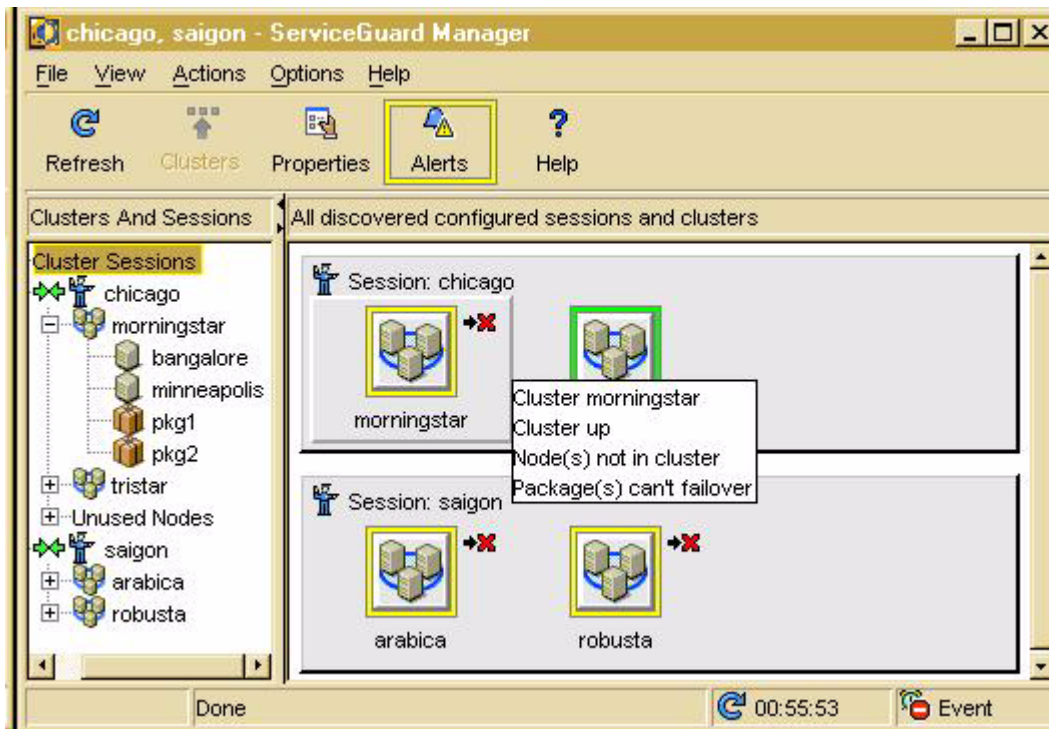 chicago, saigon - ServiceGuard Manager
File View Actions Options Help
Refresh Clusters Properties Alerts Help
Clusters And Sessions
All discovered configured sessions and clusters
Cluster Sessions
chicago
morningstar
bangalore
minneapolis
pkg1
pkg2
tristar
Unused Nodes
saigon
arabica
robusta
Session: chicago
morningstar
Cluster morningstar
Cluster up
Node(s) not in cluster
Package(s) can't failover
Session: saigon
arabica
robusta
Done
00:55:53
Event